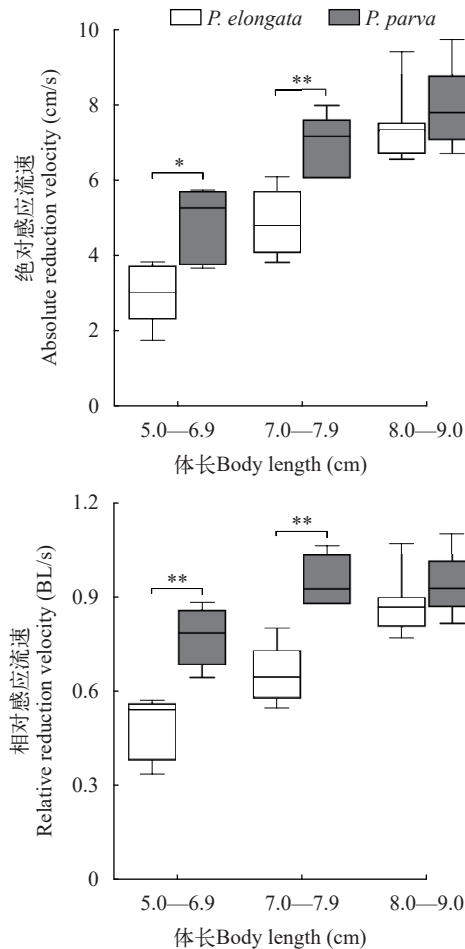 P. elongata P. parva
10
8
6
4
2
0
**
*
绝对感应流速
Absolute reduction velocity (cm/s)
5.0—6.9 7.0—7.9 8.0—9.0
体长Body length (cm)
1.2
0.9
0.6
0.3
0
**
**
相对感应流速
Relative reduction velocity (BL/s)
5.0—6.9 7.0—7.9 8.0—9.0
体长Body length (cm)